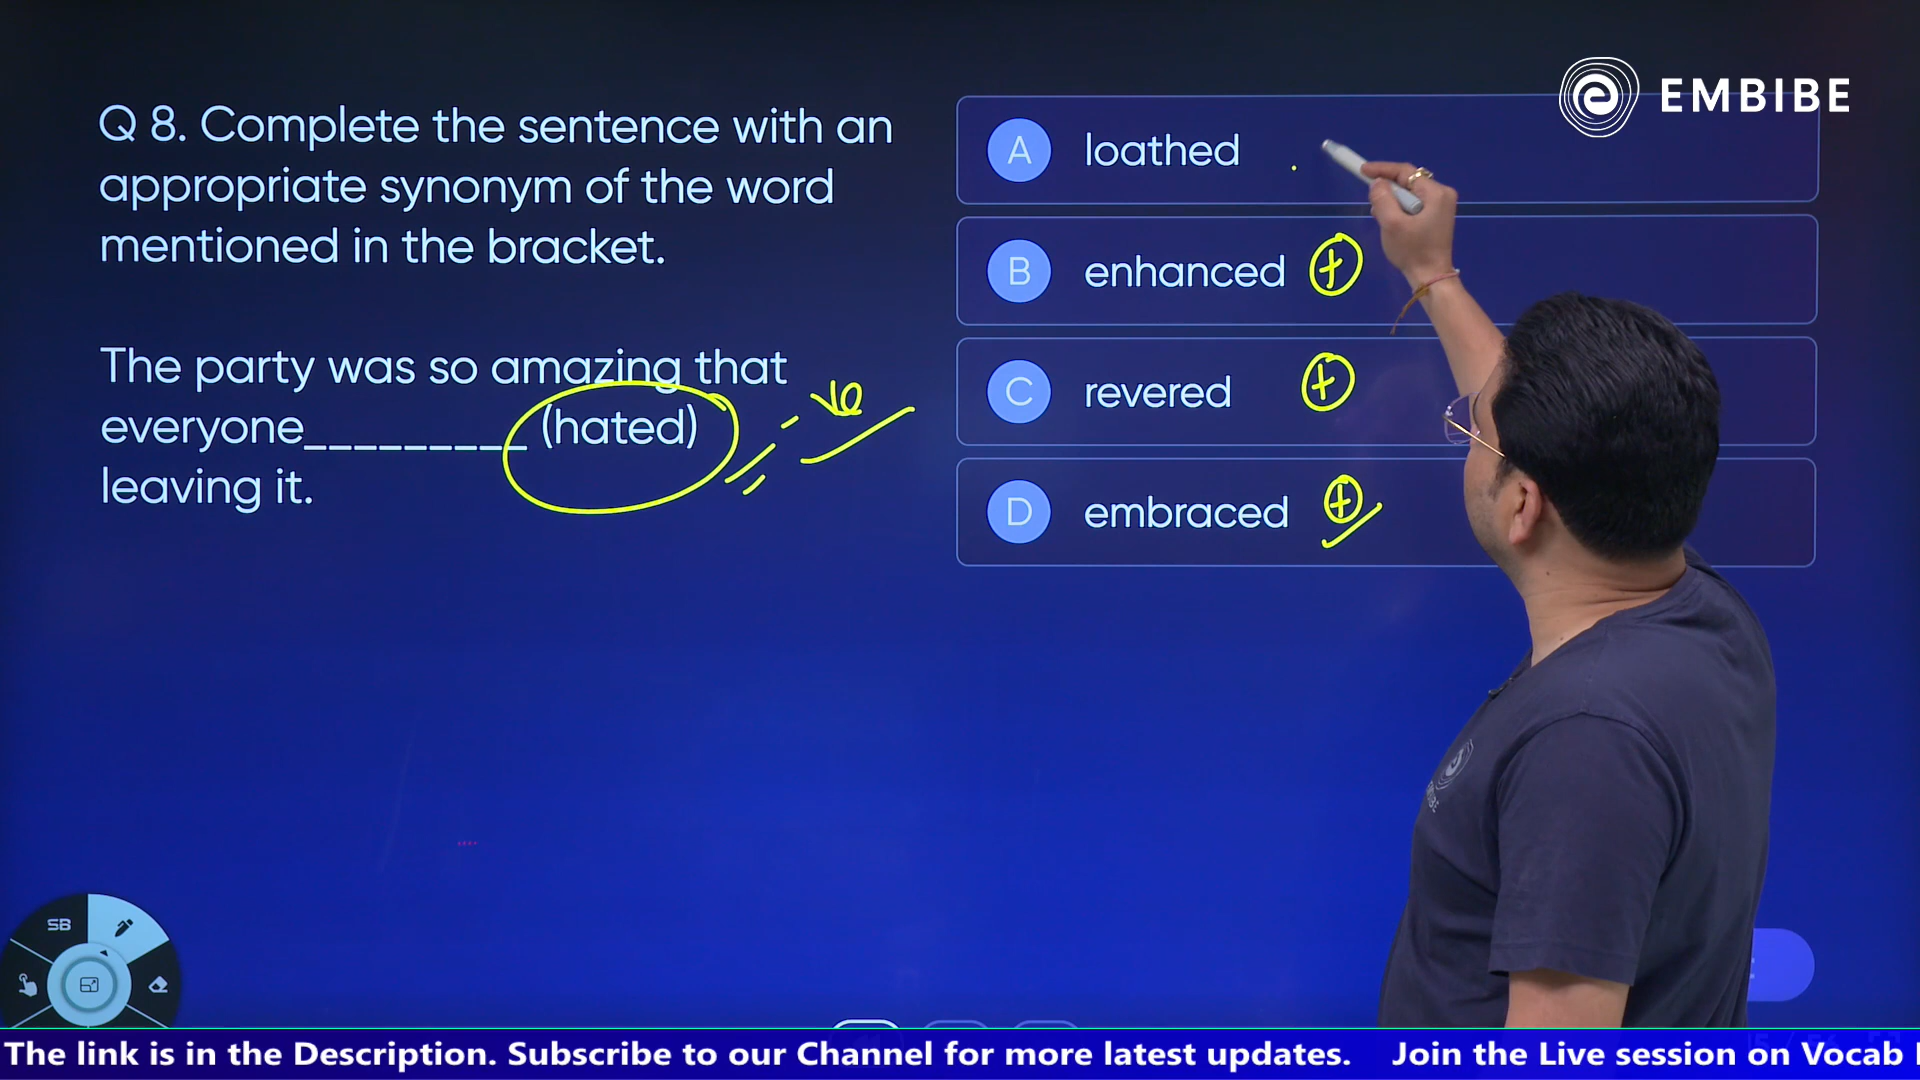 EMBIBE
Q 8. Complete the sentence with an
appropriate synonym of the word
mentioned in the bracket.
The party was so amazing that
everyone_________ (hated)
leaving it.
-ve
A loathed
B enhanced +
C revered +
D embraced +
SB
The link is in the Description. Subscribe to our Channel for more latest updates. Join the Live session on Vocab